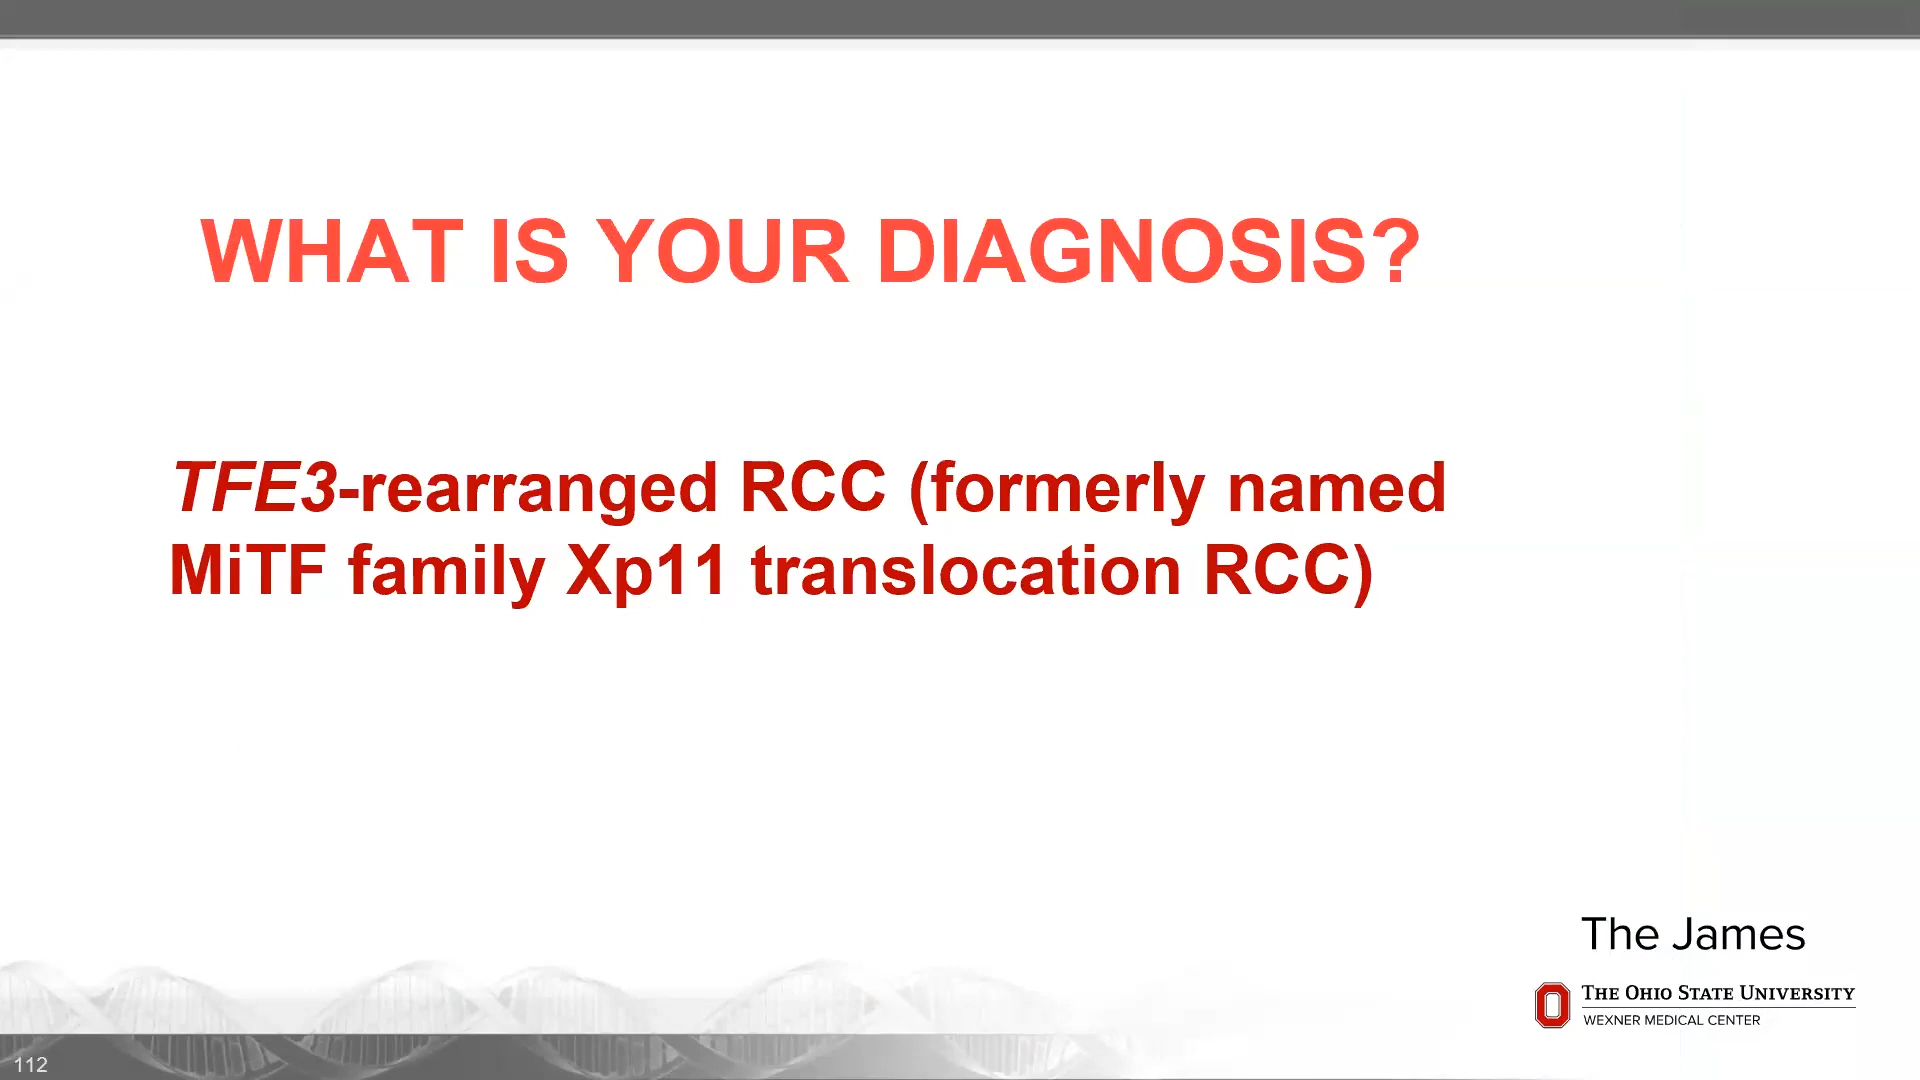 WHAT IS YOUR DIAGNOSIS?
TFE3-rearranged RCC (formerly named
MiTF family Xp11 translocation RCC)
The James
THE OHIO STATE UNIVERSITY
WEXNER MEDICAL CENTER
112